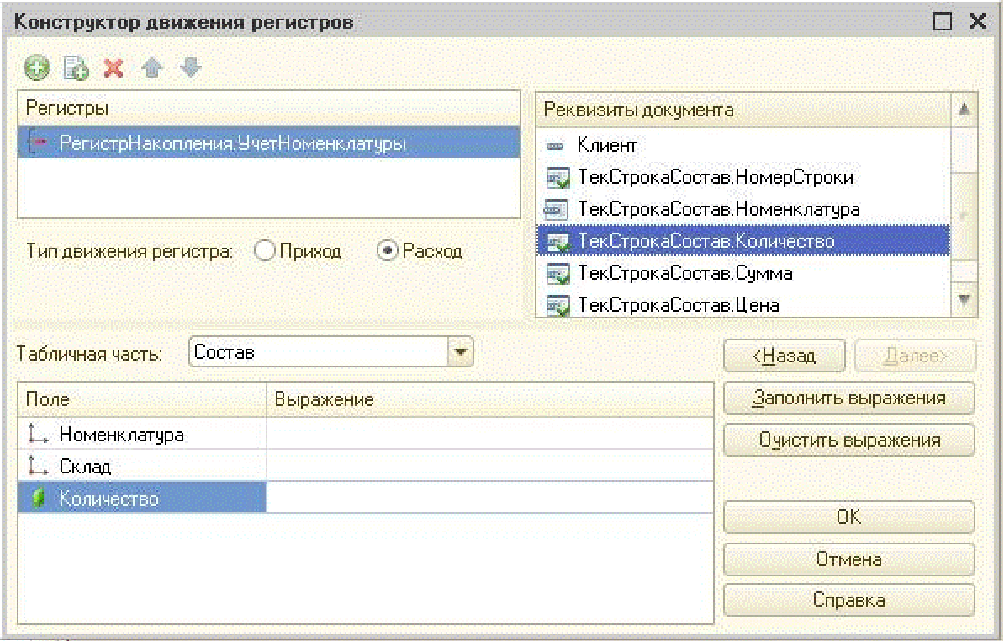 Конструктор движения регистров
Регистры
РегистрНакопления.УчетНоменклатуры
Тип движения регистра: Приход Расход
Реквизиты документа
Клиент
ТекСтрокаСостав.НомерСтроки
ТекСтрокаСостав.Номенклатура
ТекСтрокаСостав.Количество
ТекСтрокаСостав.Сумма
ТекСтрокаСостав.Цена
Табличная часть: Состав
<Назад Далее>
Поле Выражение
Номенклатура
Склад
Количество
Заполнить выражения
Очистить выражения
ОК
Отмена
Справка